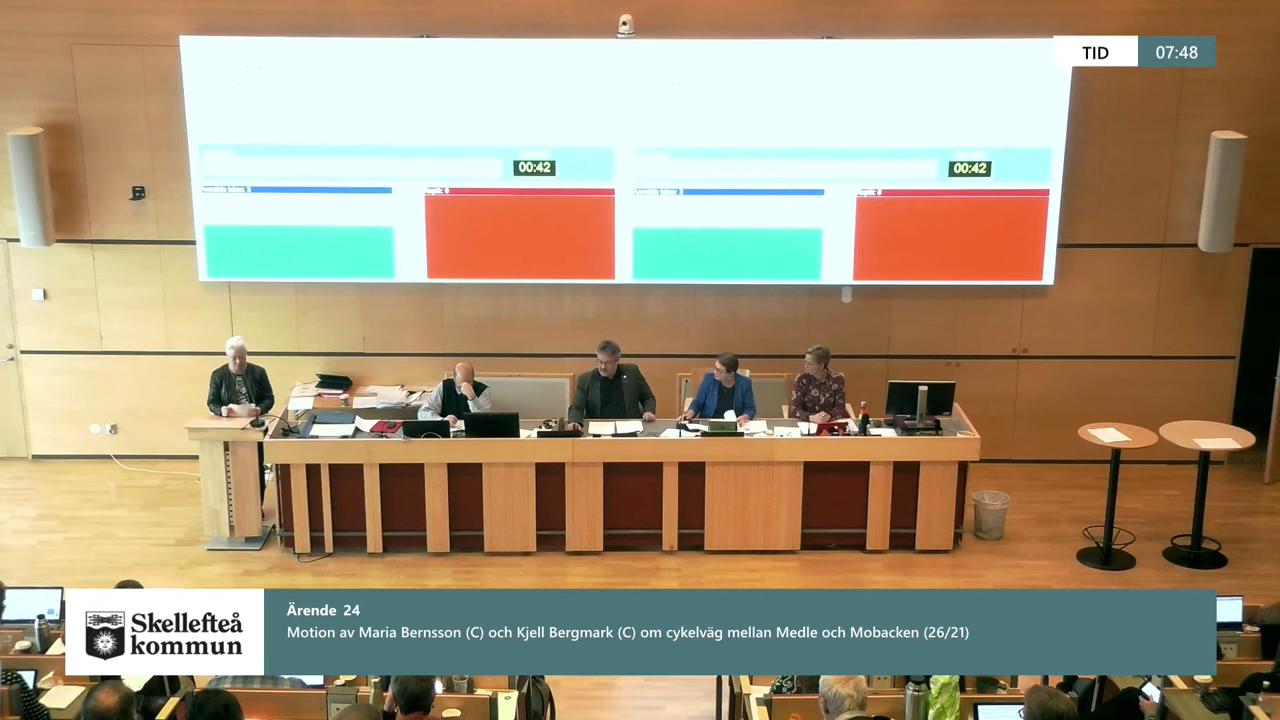 TID 07:48
00:42 00:42
Skellefteå
kommun
Ärende 24
Motion av Maria Bernsson (C) och Kjell Bergmark (C) om cykelväg mellan Medle och Mobacken (26/21)